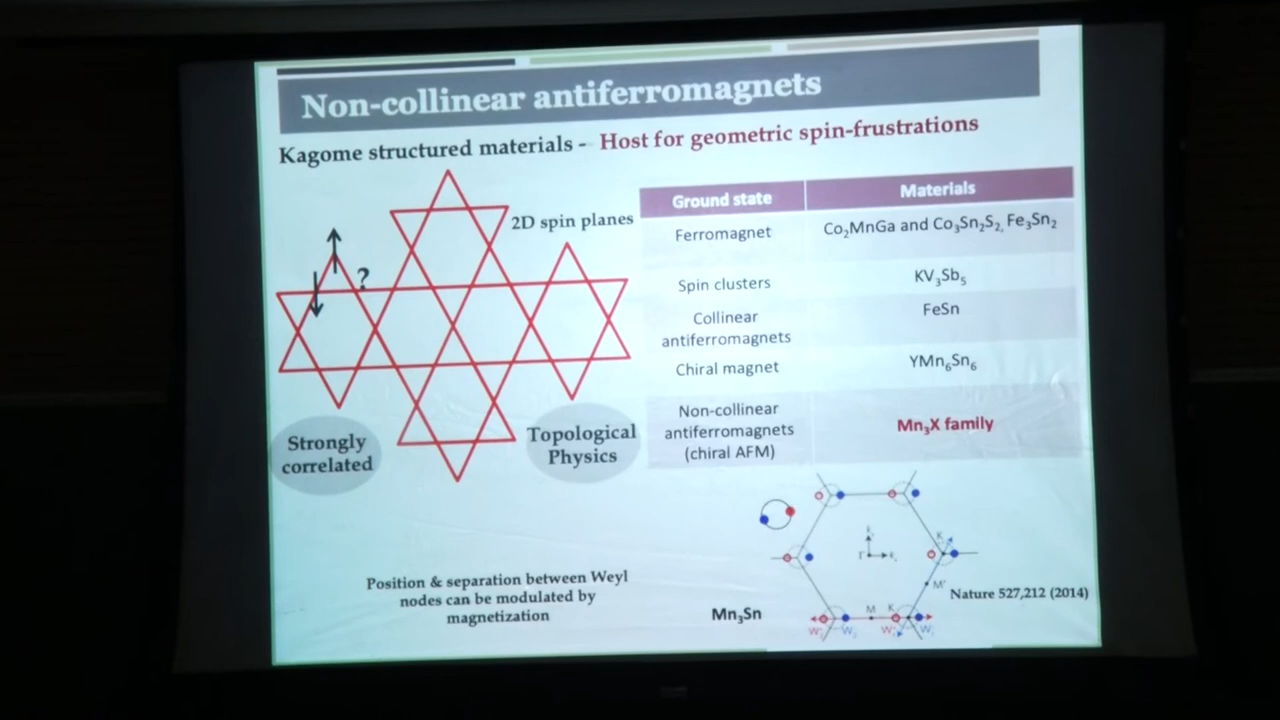 Non-collinear antiferromagnets
Kagome structured materials - Host for geometric spin-frustrations
2D spin planes
?
Strongly
correlated
Topological
Physics
Ground state Materials
Ferromagnet Co₂MnGa and Co₃Sn₂S₂, Fe₃Sn₂
Spin clusters KV₃Sb₅
Collinear
antiferromagnets
FeSn
Chiral magnet YMn₆Sn₆
Non-collinear
antiferromagnets
(chiral AFM)
Mn₃X family
Position & separation between Weyl
nodes can be modulated by
magnetization
Mn₃Sn
K
M'
M K
Nature 527,212 (2014)